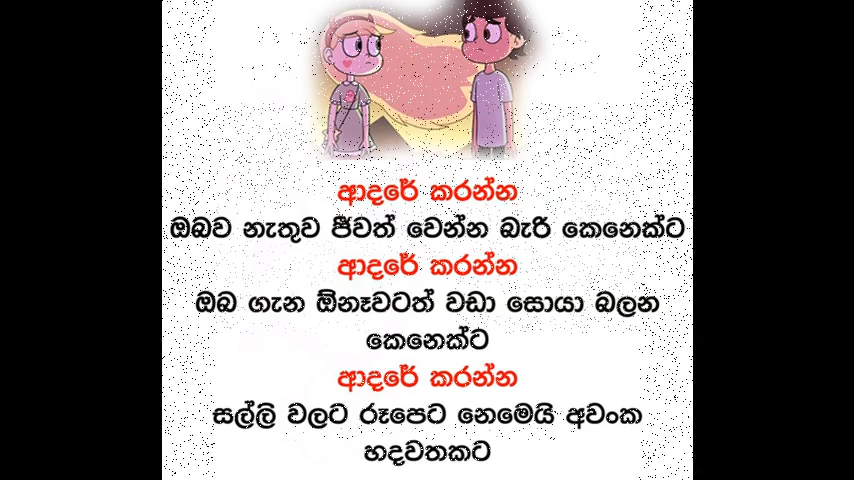 ආදරේ කරන්න
ඔබව නැතුව ජීවත් වෙන්න බැරි කෙනෙක්ට
ආදරේ කරන්න
ඔබ ගැන ඕනෑවටත් වඩා සොයා බලන
කෙනෙක්ට
ආදරේ කරන්න
සල්ලි වලට රූපෙට නෙමෙයි අවංක
හදවතකට